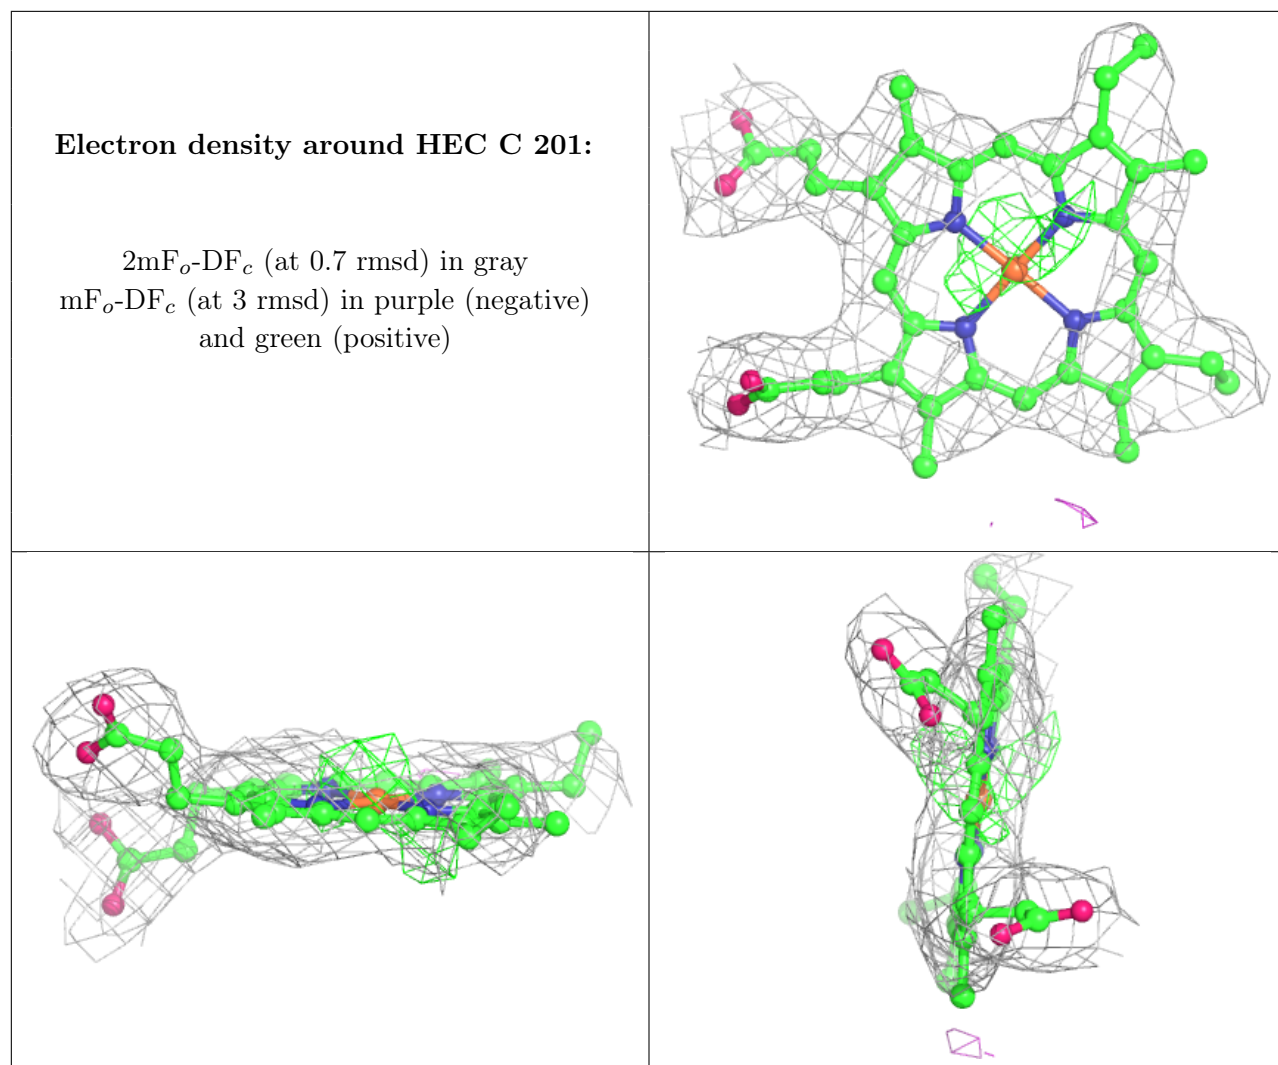 Electron density around HEC C 201:
2mFo-DFc (at 0.7 rmsd) in gray
mFo-DFc (at 3 rmsd) in purple (negative)
and green (positive)